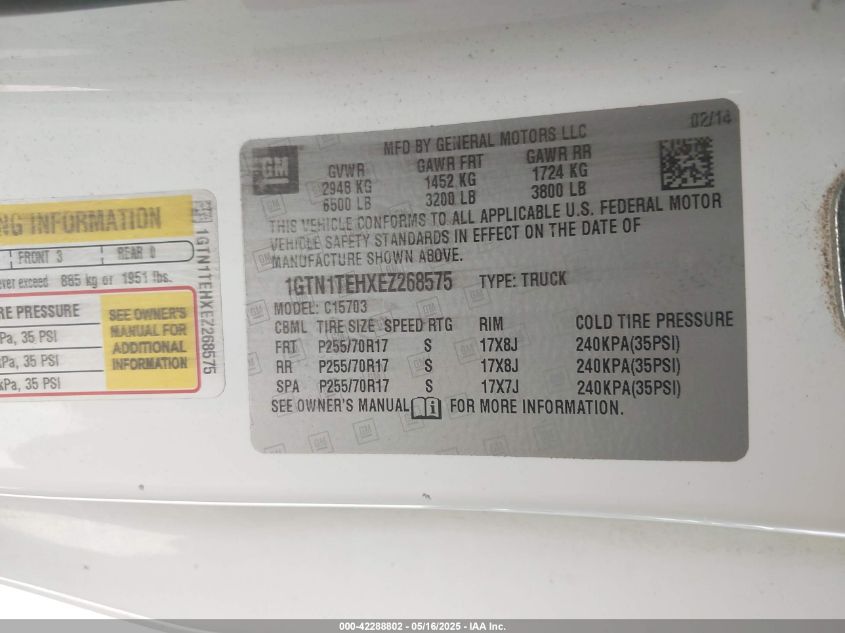 NG INFORMATION
FRONT 3 REAR 0
ever exceed 885 kg or 1951 lbs.
RE PRESSURE
Pa, 35 PSI
kPa, 35 PSI
kPa, 35 PSI
SEE OWNER'S
MANUAL FOR
ADDITIONAL
INFORMATION
1GTN1TEHXEZ268575
GM
MFD BY GENERAL MOTORS LLC
02/14
GVWR GAWR FRT GAWR RR
2948 KG 1452 KG 1724 KG
6500 LB 3200 LB 3800 LB
THIS VEHICLE CONFORMS TO ALL APPLICABLE U.S. FEDERAL MOTOR
VEHICLE SAFETY STANDARDS IN EFFECT ON THE DATE OF
MANUFACTURE SHOWN ABOVE.
1GTN1TEHXEZ268575 TYPE: TRUCK
MODEL: C15703
CBML TIRE SIZE SPEED RTG RIM COLD TIRE PRESSURE
FRT P255/70R17 S 17X8J 240KPA(35PSI)
RR P255/70R17 S 17X8J 240KPA(35PSI)
SPA P255/70R17 S 17X7J 240KPA(35PSI)
SEE OWNER'S MANUAL FOR MORE INFORMATION.
000-42288802 - 05/16/2025 - IAA Inc.